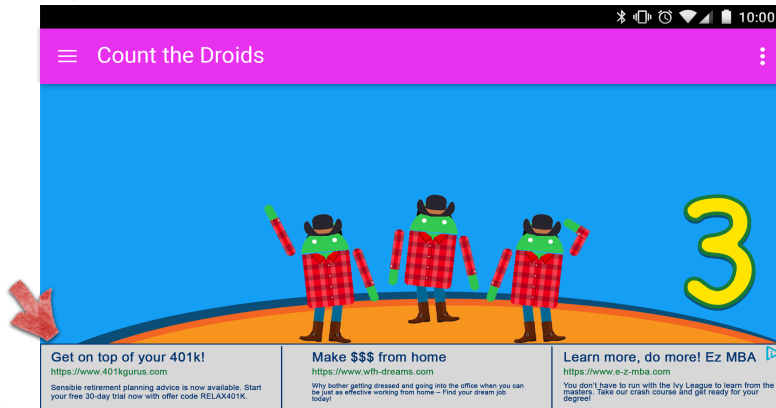 10:00
Count the Droids
3
Get on top of your 401k!
https://www.401kgurus.com
Sensible retirement planning advice is now available. Start
your free 30-day trial now with offer code RELAX401K.
Make $$$ from home
https://www.wfh-dreams.com
Why bother getting dressed and going into the office when you can
be just as effective working from home – Find your dream job
today!
Learn more, do more! Ez MBA
https://www.e-z-mba.com
You don't have to run with the Ivy League to learn from the
masters. Take our crash course and get ready for your
degree!